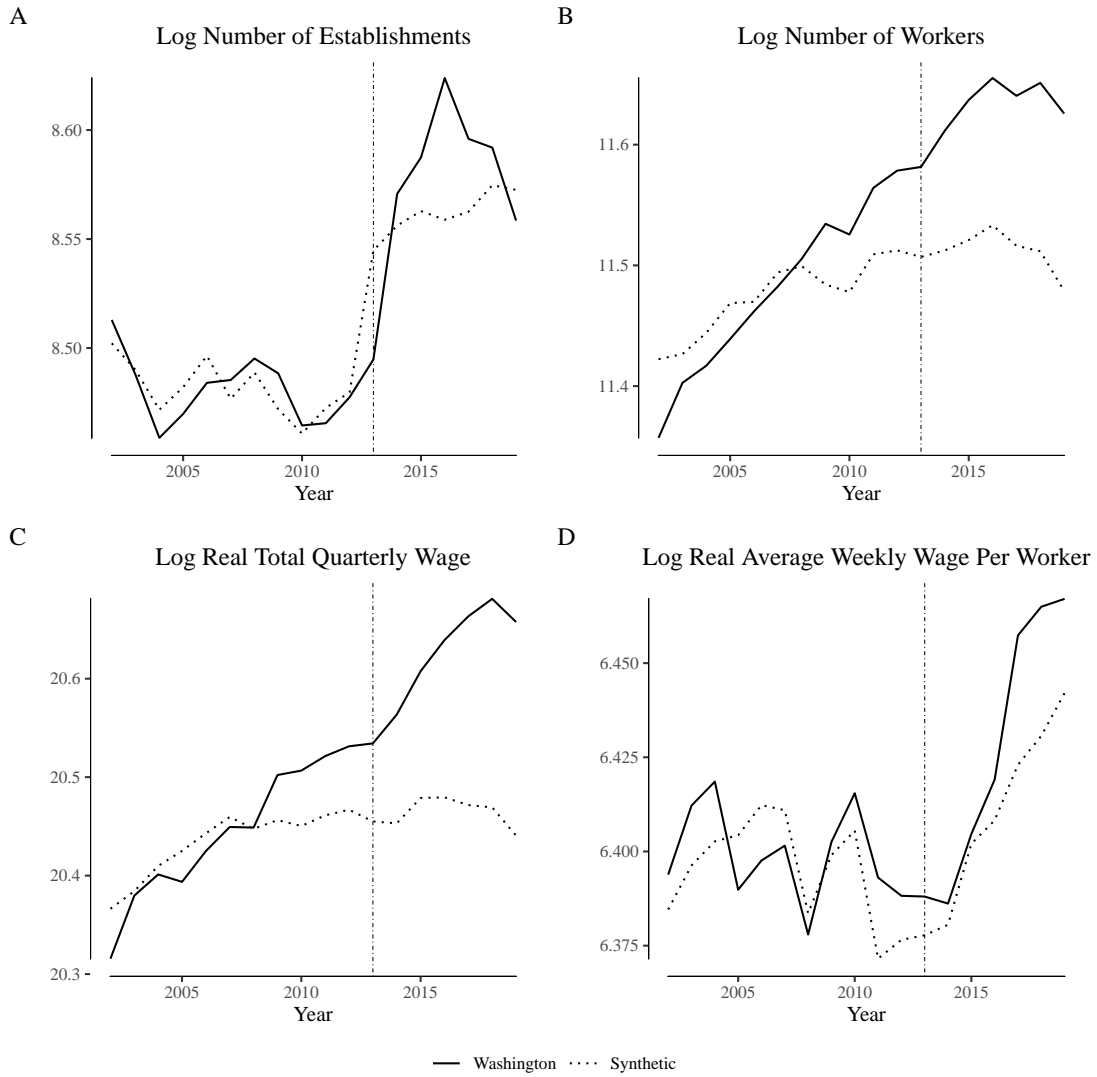 A
Log Number of Establishments
8.60
8.55
8.50
2005 2010 2015
Year
B
Log Number of Workers
11.6
11.5
11.4
2005 2010 2015
Year
C
Log Real Total Quarterly Wage
20.6
20.5
20.4
20.3
2005 2010 2015
Year
D
Log Real Average Weekly Wage Per Worker
6.450
6.425
6.400
6.375
2005 2010 2015
Year
Washington Synthetic